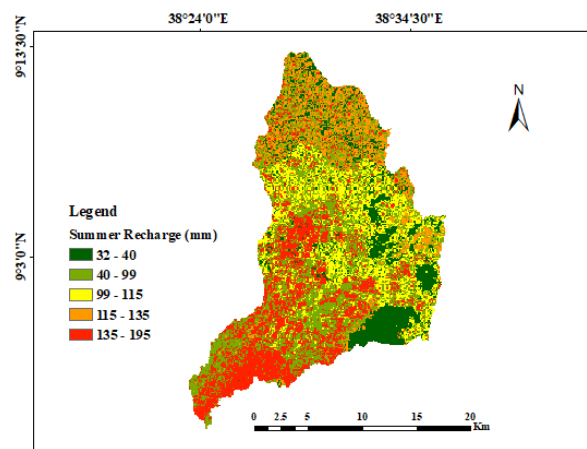 38°24'0"E 38°34'30"E
9°13'30"N
N
Legend
Summer Recharge (mm)
32 - 40
40 - 99
9°3'0"N
99 - 115
115 - 135
135 - 195
0 2.5 5 10 15 20
Km